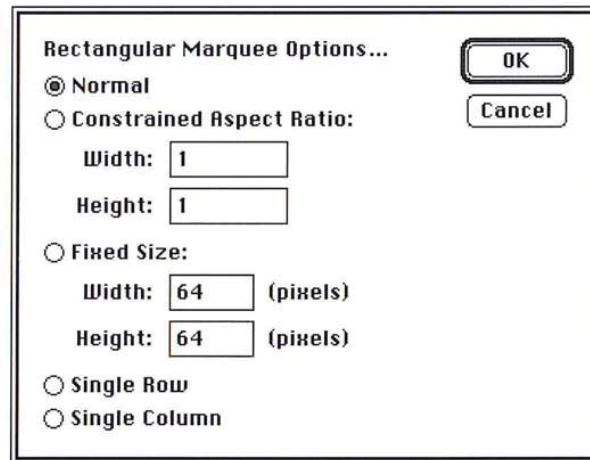 Rectangular Marquee Options...
OK
Normal
Cancel
Constrained Aspect Ratio:
Width: 1
Height: 1
Fixed Size:
Width: 64 (pixels)
Height: 64 (pixels)
Single Row
Single Column